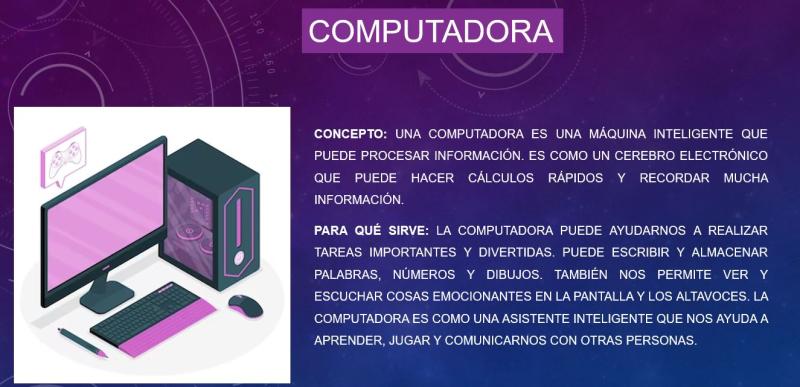 COMPUTADORA
150
160
170
CONCEPTO: UNA COMPUTADORA ES UNA MÁQUINA INTELIGENTE QUE
PUEDE PROCESAR INFORMACIÓN. ES COMO UN CEREBRO ELECTRÓNICO
QUE PUEDE HACER CÁLCULOS RÁPIDOS Y RECORDAR MUCHA
INFORMACIÓN.
PARA QUÉ SIRVE: LA COMPUTADORA PUEDE AYUDARNOS A REALIZAR
TAREAS IMPORTANTES Y DIVERTIDAS. PUEDE ESCRIBIR Y ALMACENAR
PALABRAS, NÚMEROS Y DIBUJOS. TAMBIÉN NOS PERMITE VER Y
ESCUCHAR COSAS EMOCIONANTES EN LA PANTALLA Y LOS ALTAVOCES. LA
COMPUTADORA ES COMO UNA ASISTENTE INTELIGENTE QUE NOS AYUDA A
APRENDER, JUGAR Y COMUNICARNOS CON OTRAS PERSONAS.